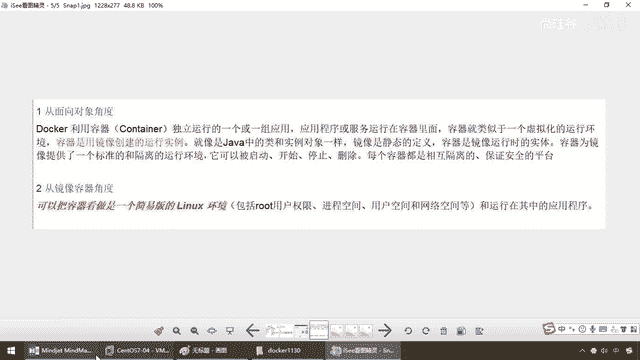 iSee看图精灵 - 5/5 Snap1.jpg 1228x277 48.8 KB 100%
尚硅谷
1 从面向对象角度
Docker 利用容器（Container）独立运行的一个或一组应用，应用程序或服务运行在容器里面，容器就类似于一个虚拟化的运行环
境，容器是用镜像创建的运行实例。就像是Java中的类和实例对象一样，镜像是静态的定义，容器是镜像运行时的实体。容器为镜
像提供了一个标准的和隔离的运行环境，它可以被启动、开始、停止、删除。每个容器都是相互隔离的、保证安全的平台
2 从镜像容器角度
可以把容器看做是一个简易版的 Linux 环境（包括root用户权限、进程空间、用户空间和网络空间等）和运行在其中的应用程序。
Mindjet MindMa... CentOS7-04 - VM... 无标题 - 画图 docker1130 iSee看图精灵 - Sn...
中
中